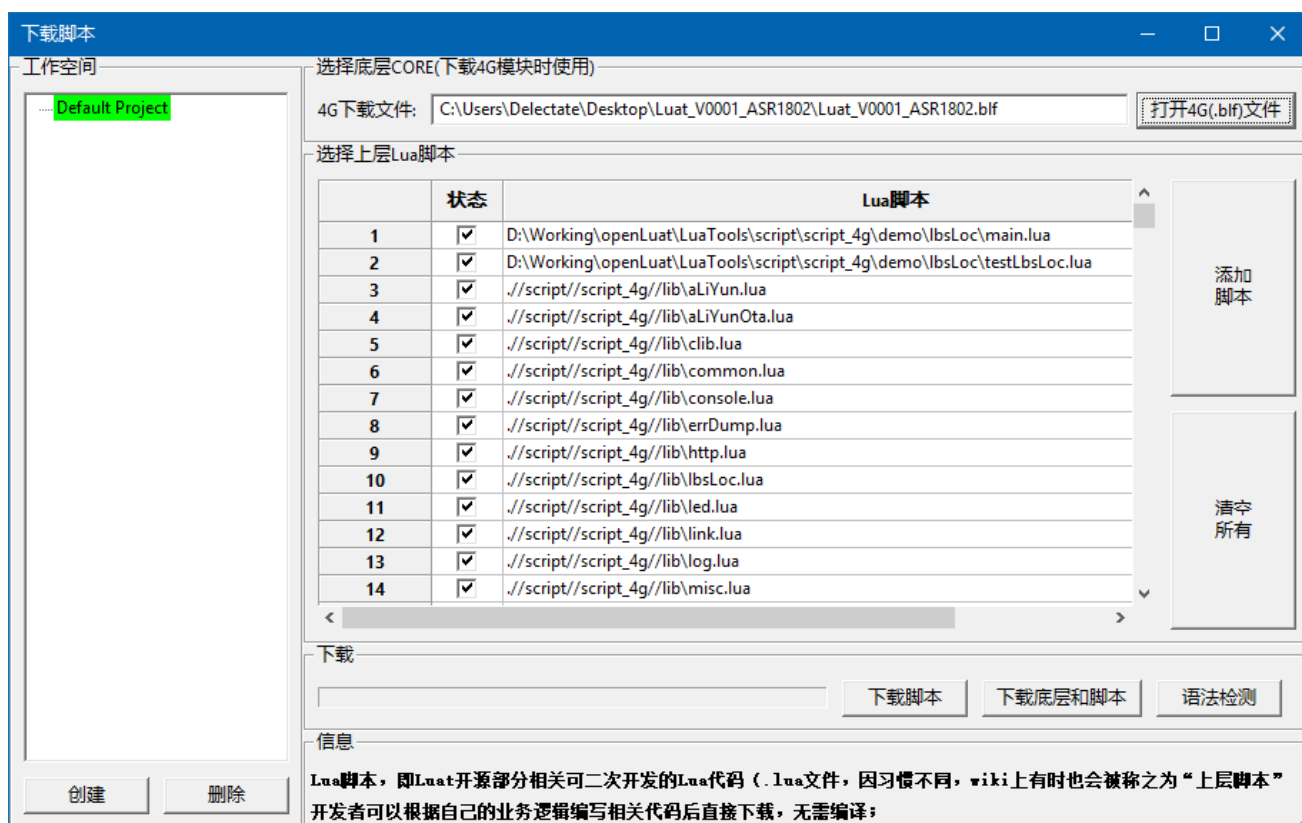 下载脚本
工作空间
Default Project
创建 删除
选择底层CORE(下载4G模块时使用)
4G下载文件: C:\Users\Delectate\Desktop\Luat_V0001_ASR1802\Luat_V0001_ASR1802.blf 打开4G(.blf)文件
选择上层Lua脚本
状态 Lua脚本
1 D:\Working\openLuat\LuaTools\script\script_4g\demo\lbsLoc\main.lua
2 D:\Working\openLuat\LuaTools\script\script_4g\demo\lbsLoc\testLbsLoc.lua
3 .//script//script_4g//lib\aLiYun.lua
4 .//script//script_4g//lib\aLiYunOta.lua
5 .//script//script_4g//lib\clib.lua
6 .//script//script_4g//lib\common.lua
7 .//script//script_4g//lib\console.lua
8 .//script//script_4g//lib\errDump.lua
9 .//script//script_4g//lib\http.lua
10 .//script//script_4g//lib\lbsLoc.lua
11 .//script//script_4g//lib\led.lua
12 .//script//script_4g//lib\link.lua
13 .//script//script_4g//lib\log.lua
14 .//script//script_4g//lib\misc.lua
添加
脚本
清空
所有
下载
下载脚本 下载底层和脚本 语法检测
信息
Lua脚本，即Luat开源部分相关可二次开发的Lua代码（.lua文件，因习惯不同，wiki上有时也会被称之为“上层脚本”
开发者可以根据自己的业务逻辑编写相关代码后直接下载，无需编译；